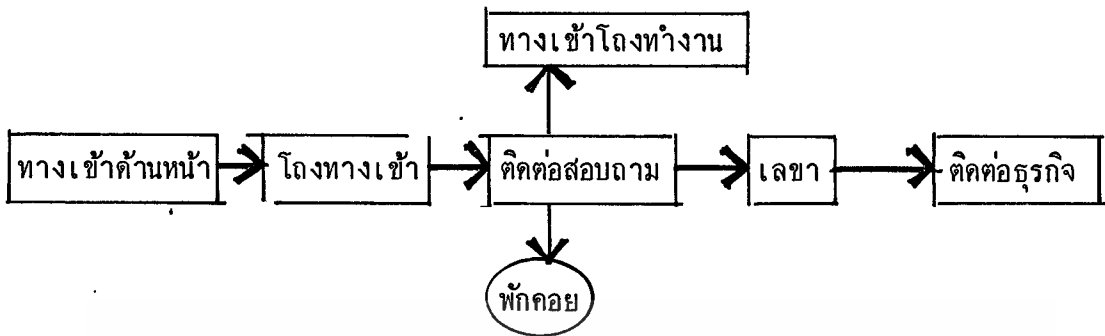 ทางเข้าโถงทำงาน
ทางเข้าด้านหน้า
โถงทางเข้า
ติดต่อสอบถาม
เลขา
ติดต่อธุรกิจ
พักคอย